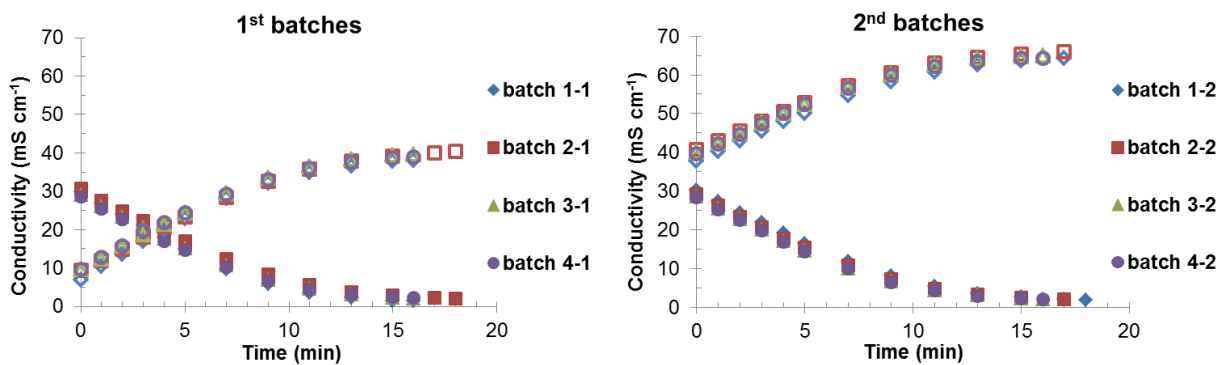 1st batches
Conductivity (mS cm-1)
70
60
50
40
30
20
10
0
0
5
10
15
20
Time (min)
batch 1-1
batch 2-1
batch 3-1
batch 4-1
2nd batches
Conductivity (mS cm-1)
70
60
50
40
30
20
10
0
0
5
10
15
20
Time (min)
batch 1-2
batch 2-2
batch 3-2
batch 4-2